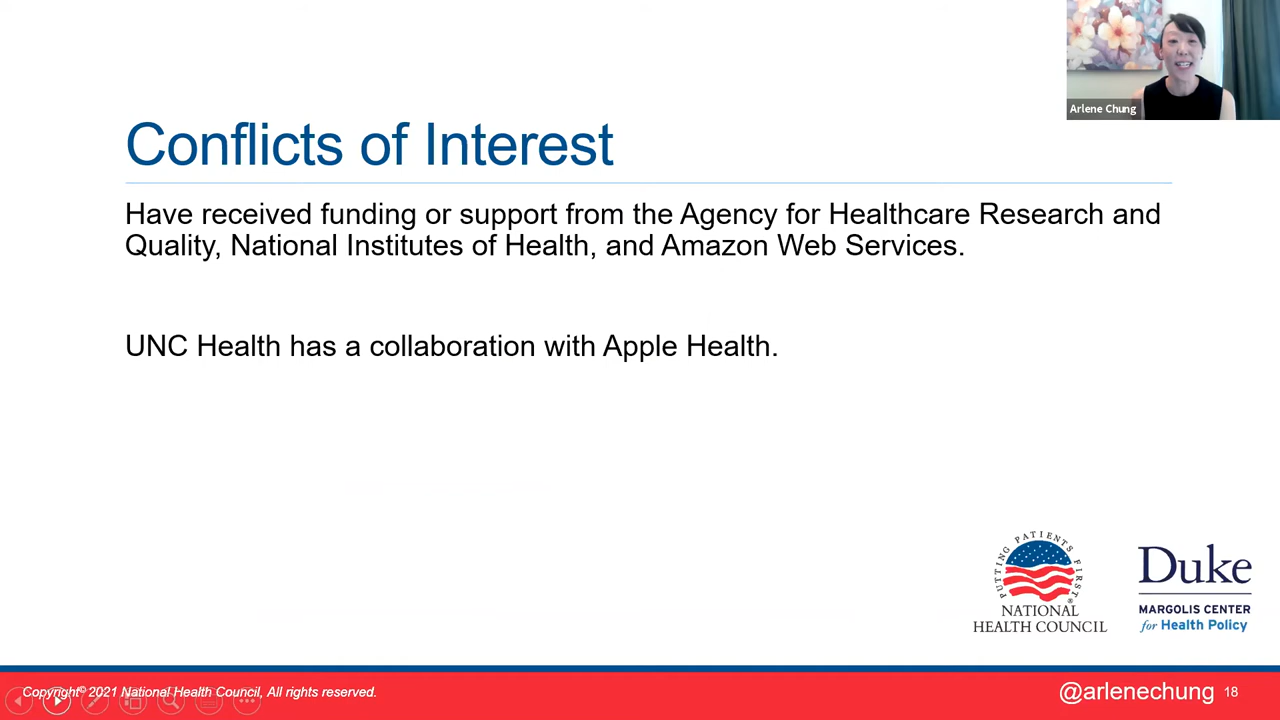 Arlene Chung
Conflicts of Interest
Have received funding or support from the Agency for Healthcare Research and
Quality, National Institutes of Health, and Amazon Web Services.
UNC Health has a collaboration with Apple Health.
PUTTING PATIENTS FIRST®
NATIONAL
HEALTH COUNCIL
Duke
MARGOLIS CENTER
for Health Policy
Copyright© 2021 National Health Council, All rights reserved.
@arlenechung 18